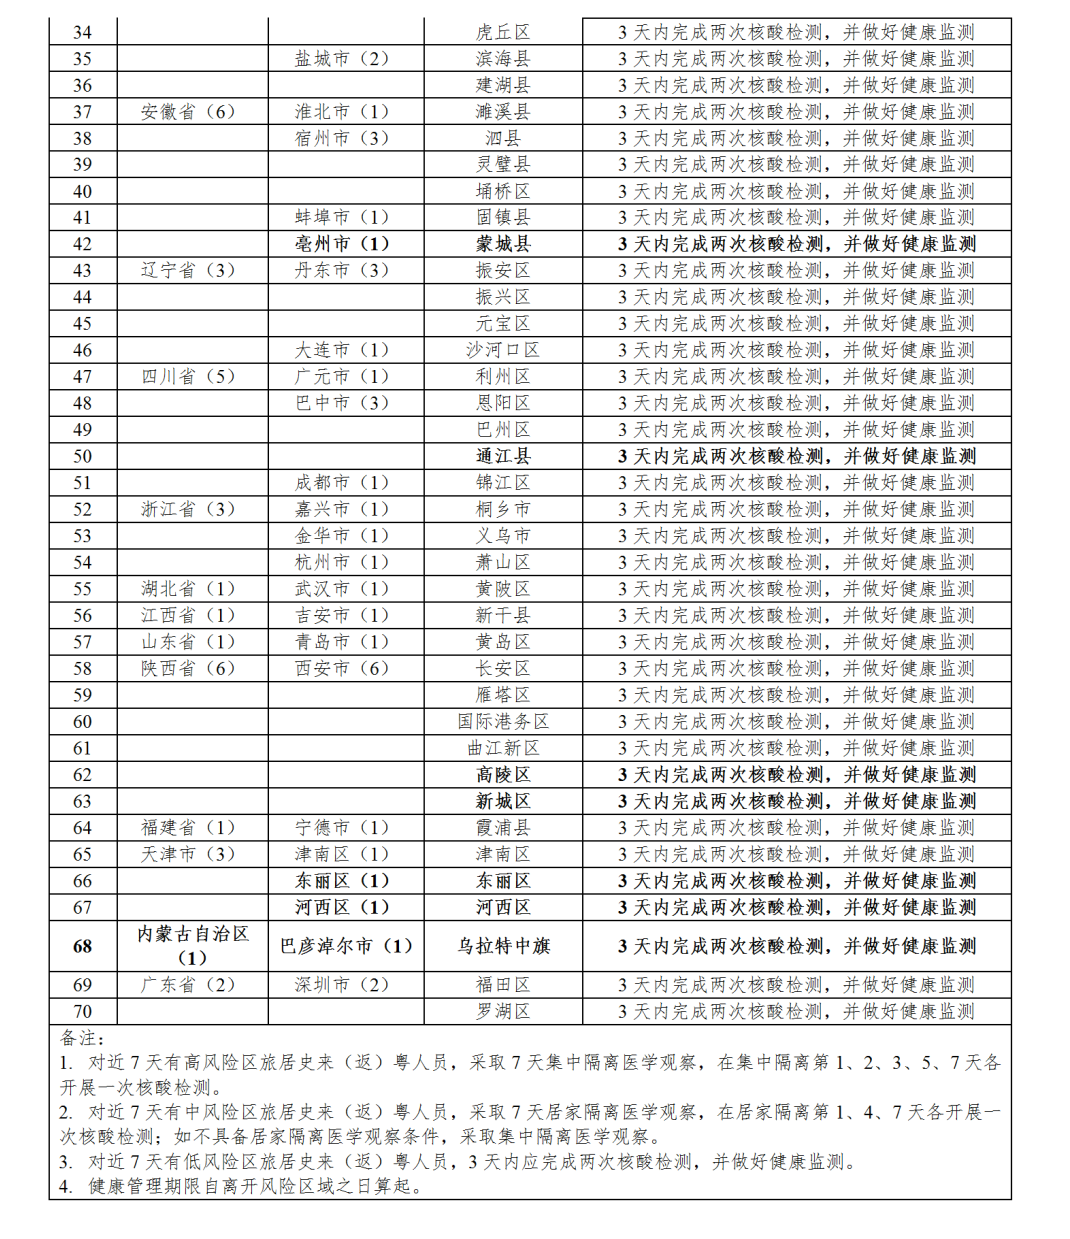 34 虎丘区 3 天内完成两次核酸检测，并做好健康监测
35 盐城市（2） 滨海县 3 天内完成两次核酸检测，并做好健康监测
36 建湖县 3 天内完成两次核酸检测，并做好健康监测
37 安徽省（6） 淮北市（1） 濉溪县 3 天内完成两次核酸检测，并做好健康监测
38 宿州市（3） 泗县 3 天内完成两次核酸检测，并做好健康监测
39 灵璧县 3 天内完成两次核酸检测，并做好健康监测
40 埇桥区 3 天内完成两次核酸检测，并做好健康监测
41 蚌埠市（1） 固镇县 3 天内完成两次核酸检测，并做好健康监测
42 亳州市（1） 蒙城县 3 天内完成两次核酸检测，并做好健康监测
43 辽宁省（3） 丹东市（3） 振安区 3 天内完成两次核酸检测，并做好健康监测
44 振兴区 3 天内完成两次核酸检测，并做好健康监测
45 元宝区 3 天内完成两次核酸检测，并做好健康监测
46 大连市（1） 沙河口区 3 天内完成两次核酸检测，并做好健康监测
47 四川省（5） 广元市（1） 利州区 3 天内完成两次核酸检测，并做好健康监测
48 巴中市（3） 恩阳区 3 天内完成两次核酸检测，并做好健康监测
49 巴州区 3 天内完成两次核酸检测，并做好健康监测
50 通江县 3 天内完成两次核酸检测，并做好健康监测
51 成都市（1） 锦江区 3 天内完成两次核酸检测，并做好健康监测
52 浙江省（3） 嘉兴市（1） 桐乡市 3 天内完成两次核酸检测，并做好健康监测
53 金华市（1） 义乌市 3 天内完成两次核酸检测，并做好健康监测
54 杭州市（1） 萧山区 3 天内完成两次核酸检测，并做好健康监测
55 湖北省（1） 武汉市（1） 黄陂区 3 天内完成两次核酸检测，并做好健康监测
56 江西省（1） 吉安市（1） 新干县 3 天内完成两次核酸检测，并做好健康监测
57 山东省（1） 青岛市（1） 黄岛区 3 天内完成两次核酸检测，并做好健康监测
58 陕西省（6） 西安市（6） 长安区 3 天内完成两次核酸检测，并做好健康监测
59 雁塔区 3 天内完成两次核酸检测，并做好健康监测
60 国际港务区 3 天内完成两次核酸检测，并做好健康监测
61 曲江新区 3 天内完成两次核酸检测，并做好健康监测
62 高陵区 3 天内完成两次核酸检测，并做好健康监测
63 新城区 3 天内完成两次核酸检测，并做好健康监测
64 福建省（1） 宁德市（1） 霞浦县 3 天内完成两次核酸检测，并做好健康监测
65 天津市（3） 津南区（1） 津南区 3 天内完成两次核酸检测，并做好健康监测
66 东丽区（1） 东丽区 3 天内完成两次核酸检测，并做好健康监测
67 河西区（1） 河西区 3 天内完成两次核酸检测，并做好健康监测
内蒙古自治区
68 （1） 巴彦淖尔市（1） 乌拉特中旗 3 天内完成两次核酸检测，并做好健康监测
69 广东省（2） 深圳市（2） 福田区 3 天内完成两次核酸检测，并做好健康监测
70 罗湖区 3 天内完成两次核酸检测，并做好健康监测
备注：
1. 对近 7 天有高风险区旅居史来（返）粤人员，采取 7 天集中隔离医学观察，在集中隔离第 1、2、3、5、7 天各
开展一次核酸检测。
2. 对近 7 天有中风险区旅居史来（返）粤人员，采取 7 天居家隔离医学观察，在居家隔离第 1、4、7 天各开展一
次核酸检测；如不具备居家隔离医学观察条件，采取集中隔离医学观察。
3. 对近 7 天有低风险区旅居史来（返）粤人员，3 天内应完成两次核酸检测，并做好健康监测。
4. 健康管理期限自离开风险区域之日算起。